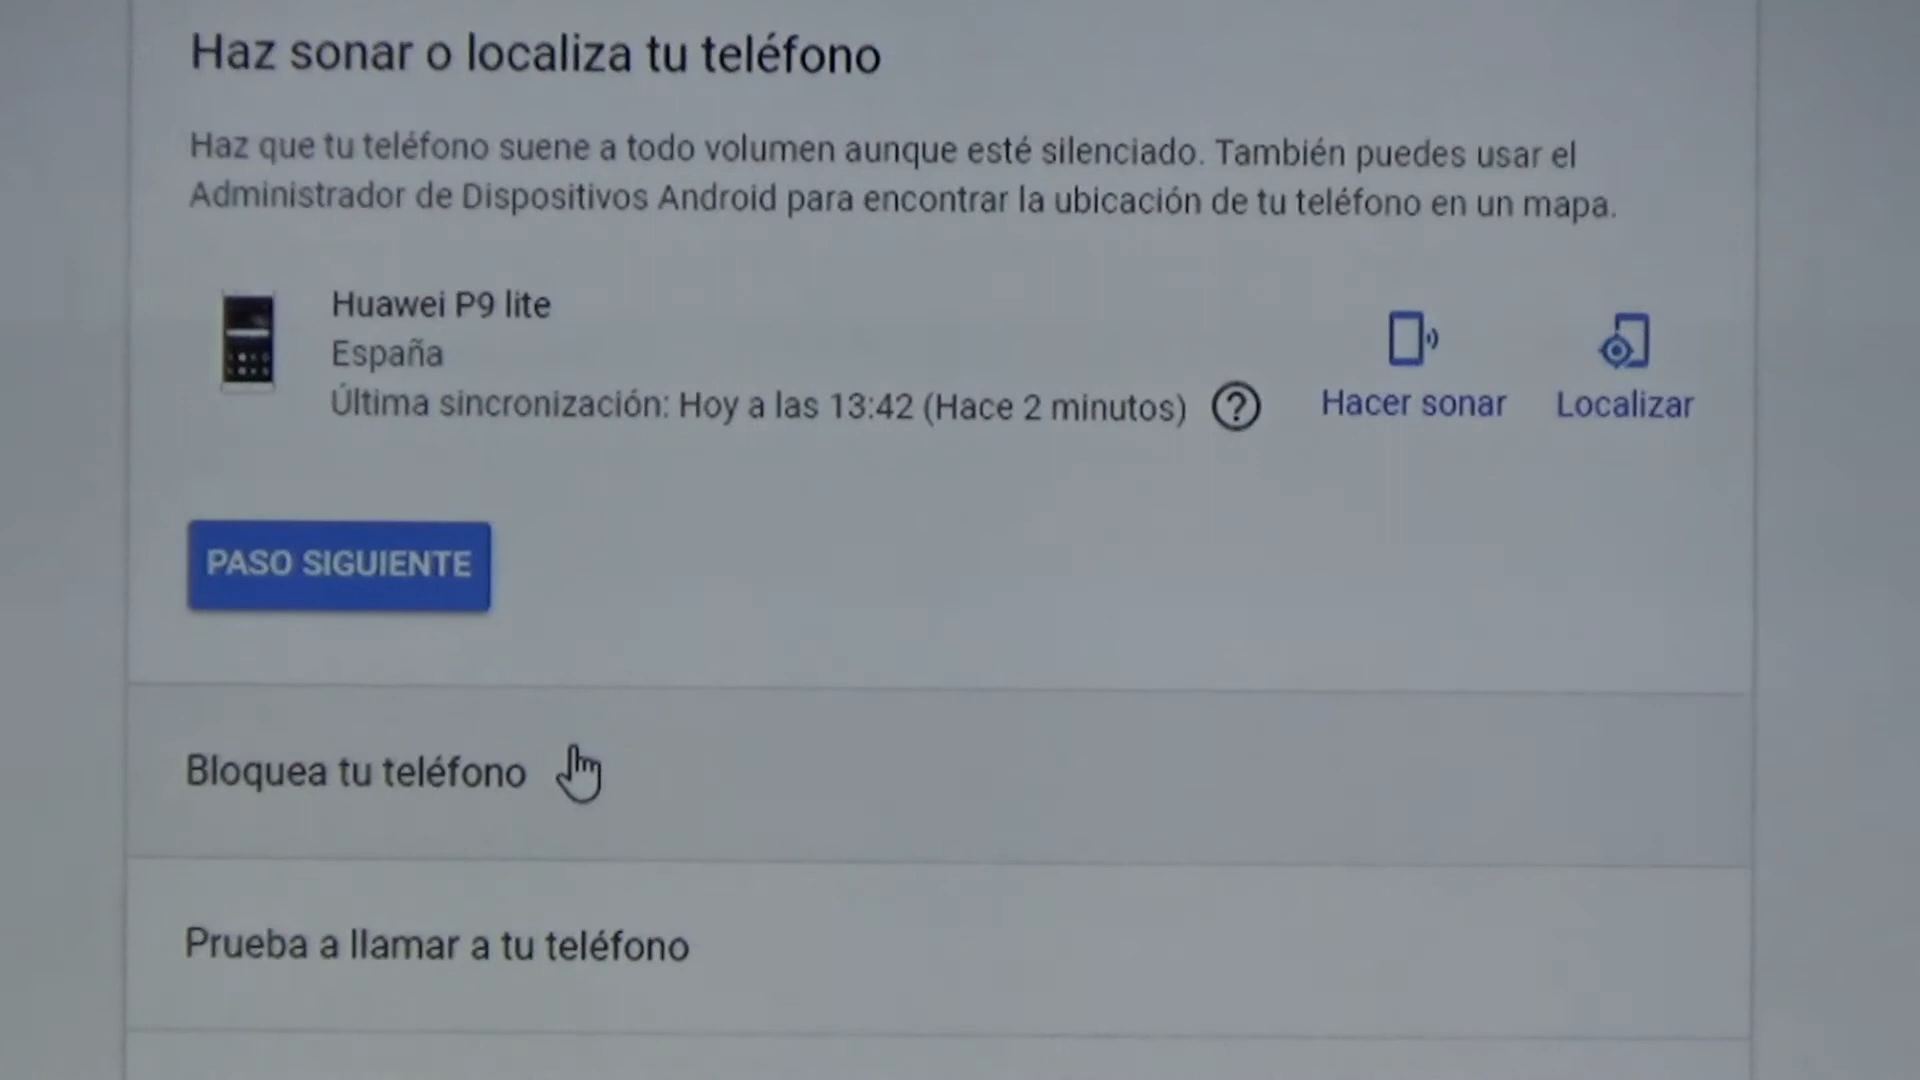 Haz sonar o localiza tu teléfono
Haz que tu teléfono suene a todo volumen aunque esté silenciado. También puedes usar el
Administrador de Dispositivos Android para encontrar la ubicación de tu teléfono en un mapa.
Huawei P9 lite
España
Última sincronización: Hoy a las 13:42 (Hace 2 minutos) ?
Hacer sonar
Localizar
PASO SIGUIENTE
Bloquea tu teléfono
Prueba a llamar a tu teléfono